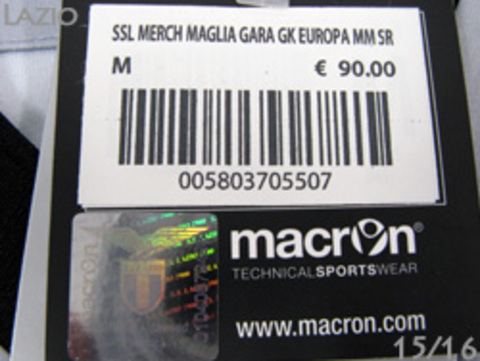 LAZIO
SSL MERCH MAGLIA GARA GK EUROPA MM SR
M € 90.00
005803705507
macron
TECHNICALSPORTSWEAR
www.macron.com
15/16